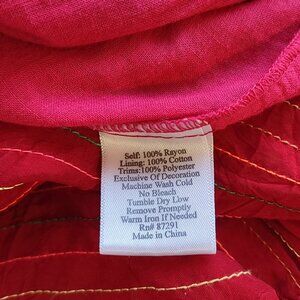 Self: 100% Rayon
Lining: 100% Cotton
Trims:100% Polyester
Exclusive Of Decoration
Machine Wash Cold
No Bleach
Tumble Dry Low
Remove Promptly
Warm Iron If Needed
Rn# 87291
Made in China